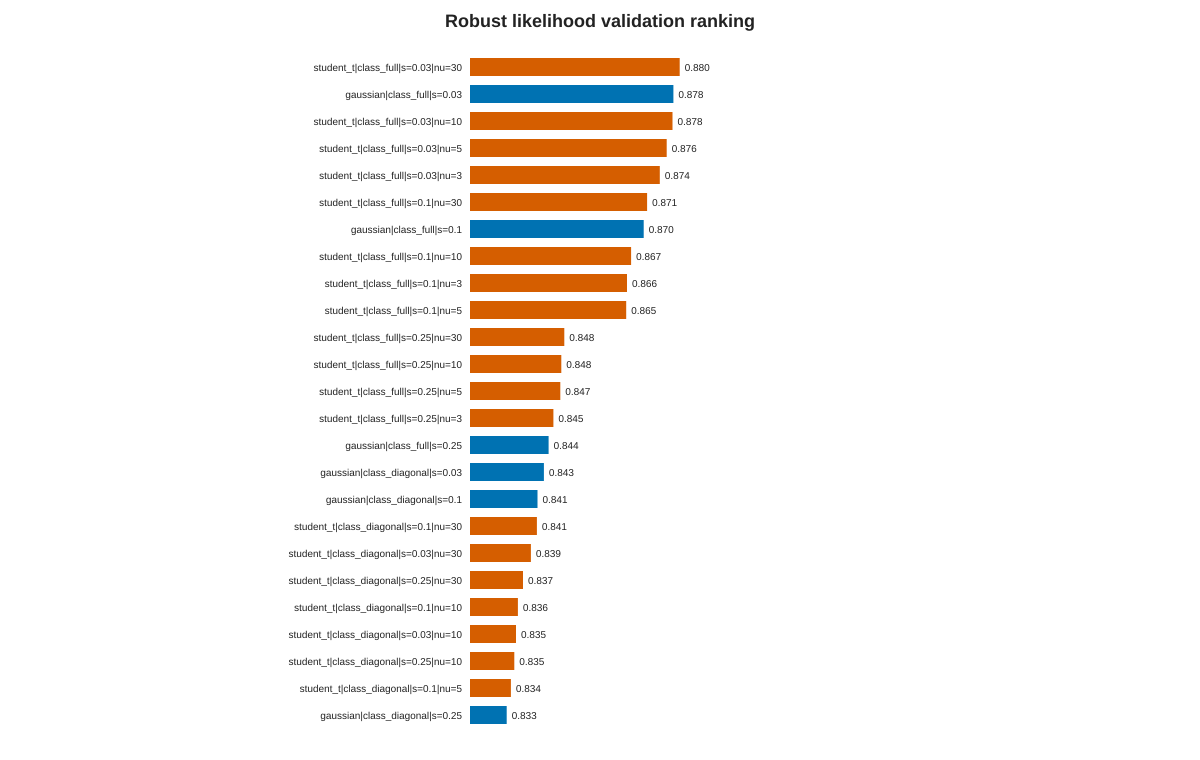 Robust likelihood validation ranking
student_t|class_full|s=0.03|nu=30 0.880
gaussian|class_full|s=0.03 0.878
student_t|class_full|s=0.03|nu=10 0.878
student_t|class_full|s=0.03|nu=5 0.876
student_t|class_full|s=0.03|nu=3 0.874
student_t|class_full|s=0.1|nu=30 0.871
gaussian|class_full|s=0.1 0.870
student_t|class_full|s=0.1|nu=10 0.867
student_t|class_full|s=0.1|nu=3 0.866
student_t|class_full|s=0.1|nu=5 0.865
student_t|class_full|s=0.25|nu=30 0.848
student_t|class_full|s=0.25|nu=10 0.848
student_t|class_full|s=0.25|nu=5 0.847
student_t|class_full|s=0.25|nu=3 0.845
gaussian|class_full|s=0.25 0.844
gaussian|class_diagonal|s=0.03 0.843
gaussian|class_diagonal|s=0.1 0.841
student_t|class_diagonal|s=0.1|nu=30 0.841
student_t|class_diagonal|s=0.03|nu=30 0.839
student_t|class_diagonal|s=0.25|nu=30 0.837
student_t|class_diagonal|s=0.1|nu=10 0.836
student_t|class_diagonal|s=0.03|nu=10 0.835
student_t|class_diagonal|s=0.25|nu=10 0.835
student_t|class_diagonal|s=0.1|nu=5 0.834
gaussian|class_diagonal|s=0.25 0.833